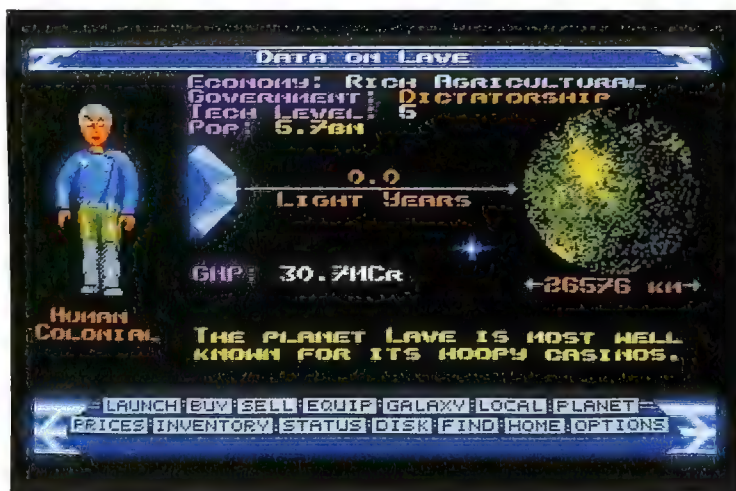 DATA ON LAVE
ECONOMY: RICH AGRICULTURAL
GOVERNMENT: DICTATORSHIP
TECH LEVEL: 5
POP: 5.7BN
0.0
LIGHT YEARS
GNP: 30.7MCR
26576 KM
HUMAN
COLONIAL
THE PLANET LAVE IS MOST WELL
KNOWN FOR ITS HOOPY CASINOS.
LAUNCH BUY SELL EQUIP GALAXY LOCAL PLANET
PRICES INVENTORY STATUS DISK FIND HOME OPTIONS